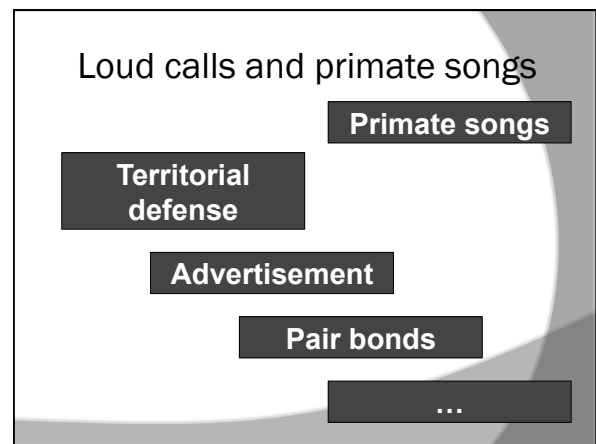 Loud calls and primate songs
Primate songs
Territorial
defense
Advertisement
Pair bonds
...